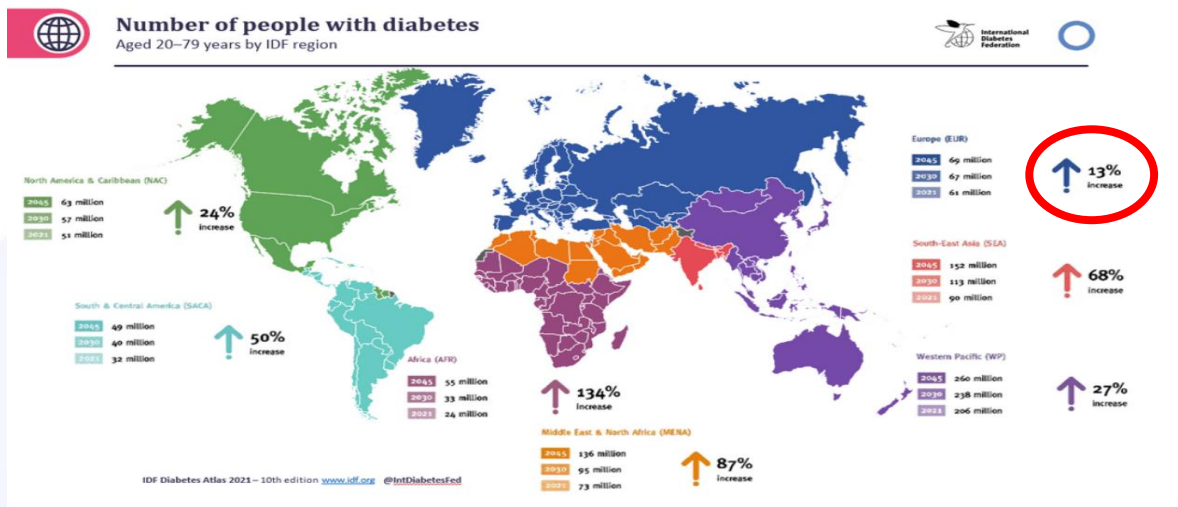 Number of people with diabetes
Aged 20–79 years by IDF region
International
Diabetes
Federation
North America & Caribbean (NAC)
2045 63 million
2030 57 million
2021 51 million
24%
increase
South & Central America (SACA)
2045 49 million
2030 40 million
2021 32 million
50%
increase
Africa (AFR)
2045 55 million
2030 33 million
2021 24 million
134%
increase
Middle East & North Africa (MENA)
2045 136 million
2030 95 million
2021 73 million
87%
increase
Europe (EUR)
2045 69 million
2030 67 million
2021 61 million
13%
increase
South-East Asia (SEA)
2045 152 million
2030 113 million
2021 90 million
68%
increase
Western Pacific (WP)
2045 260 million
2030 238 million
2021 206 million
27%
increase
IDF Diabetes Atlas 2021 – 10th edition www.idf.org @IntDiabetesFed